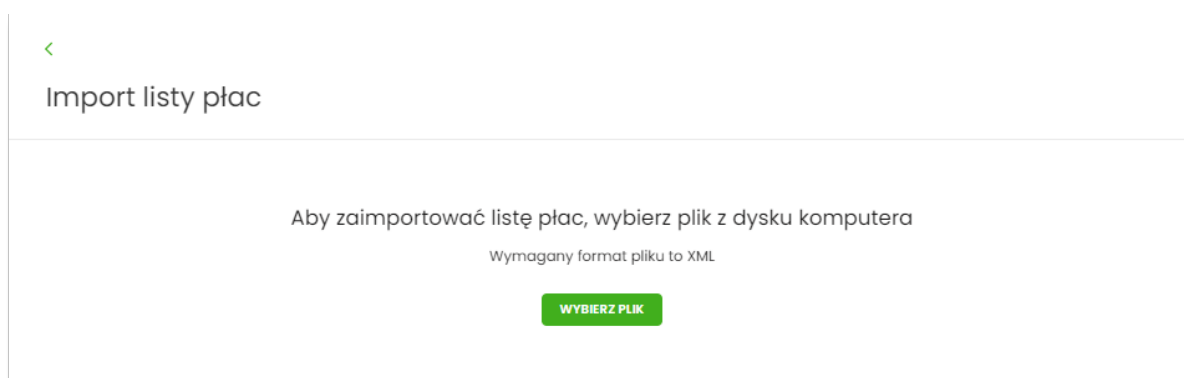 Import listy płac
Aby zaimportować listę płac, wybierz plik z dysku komputera
Wymagany format pliku to XML
WYBIERZ PLIK